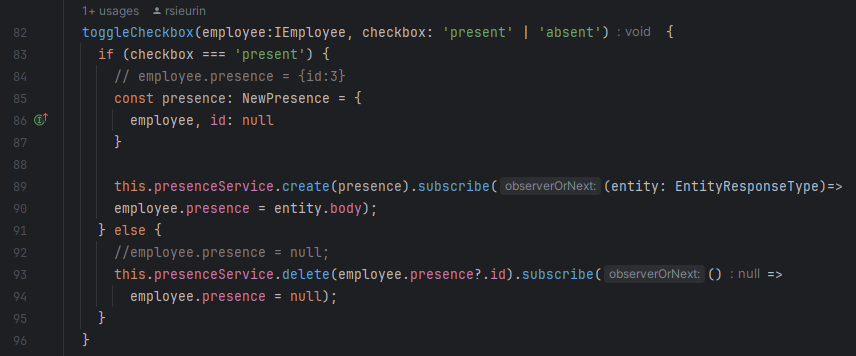 1+ usages rsieurin
82 toggleCheckbox(employee:IEmployee, checkbox: 'present' | 'absent') : void {
83 if (checkbox === 'present') {
84 // employee.presence = {id:3}
85 const presence: NewPresence = {
86 employee, id: null
87 }
88
89 this.presenceService.create(presence).subscribe( observerOrNext: (entity: EntityResponseType)=>
90 employee.presence = entity.body);
91 } else {
92 //employee.presence = null;
93 this.presenceService.delete(employee.presence?.id).subscribe( observerOrNext: () : null =>
94 employee.presence = null);
95 }
96 }